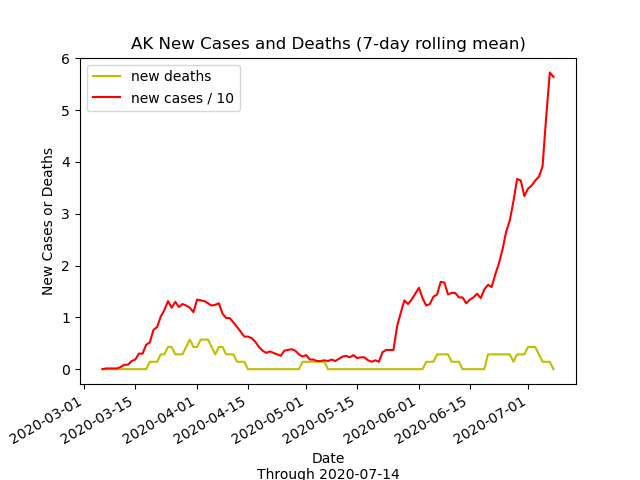 AK New Cases and Deaths (7-day rolling mean)
new deaths
new cases / 10
New Cases or Deaths
6
5
4
3
2
1
0
2020-03-01
2020-03-15
2020-04-01
2020-04-15
2020-05-01
2020-05-15
2020-06-01
2020-06-15
2020-07-01
Date
Through 2020-07-14